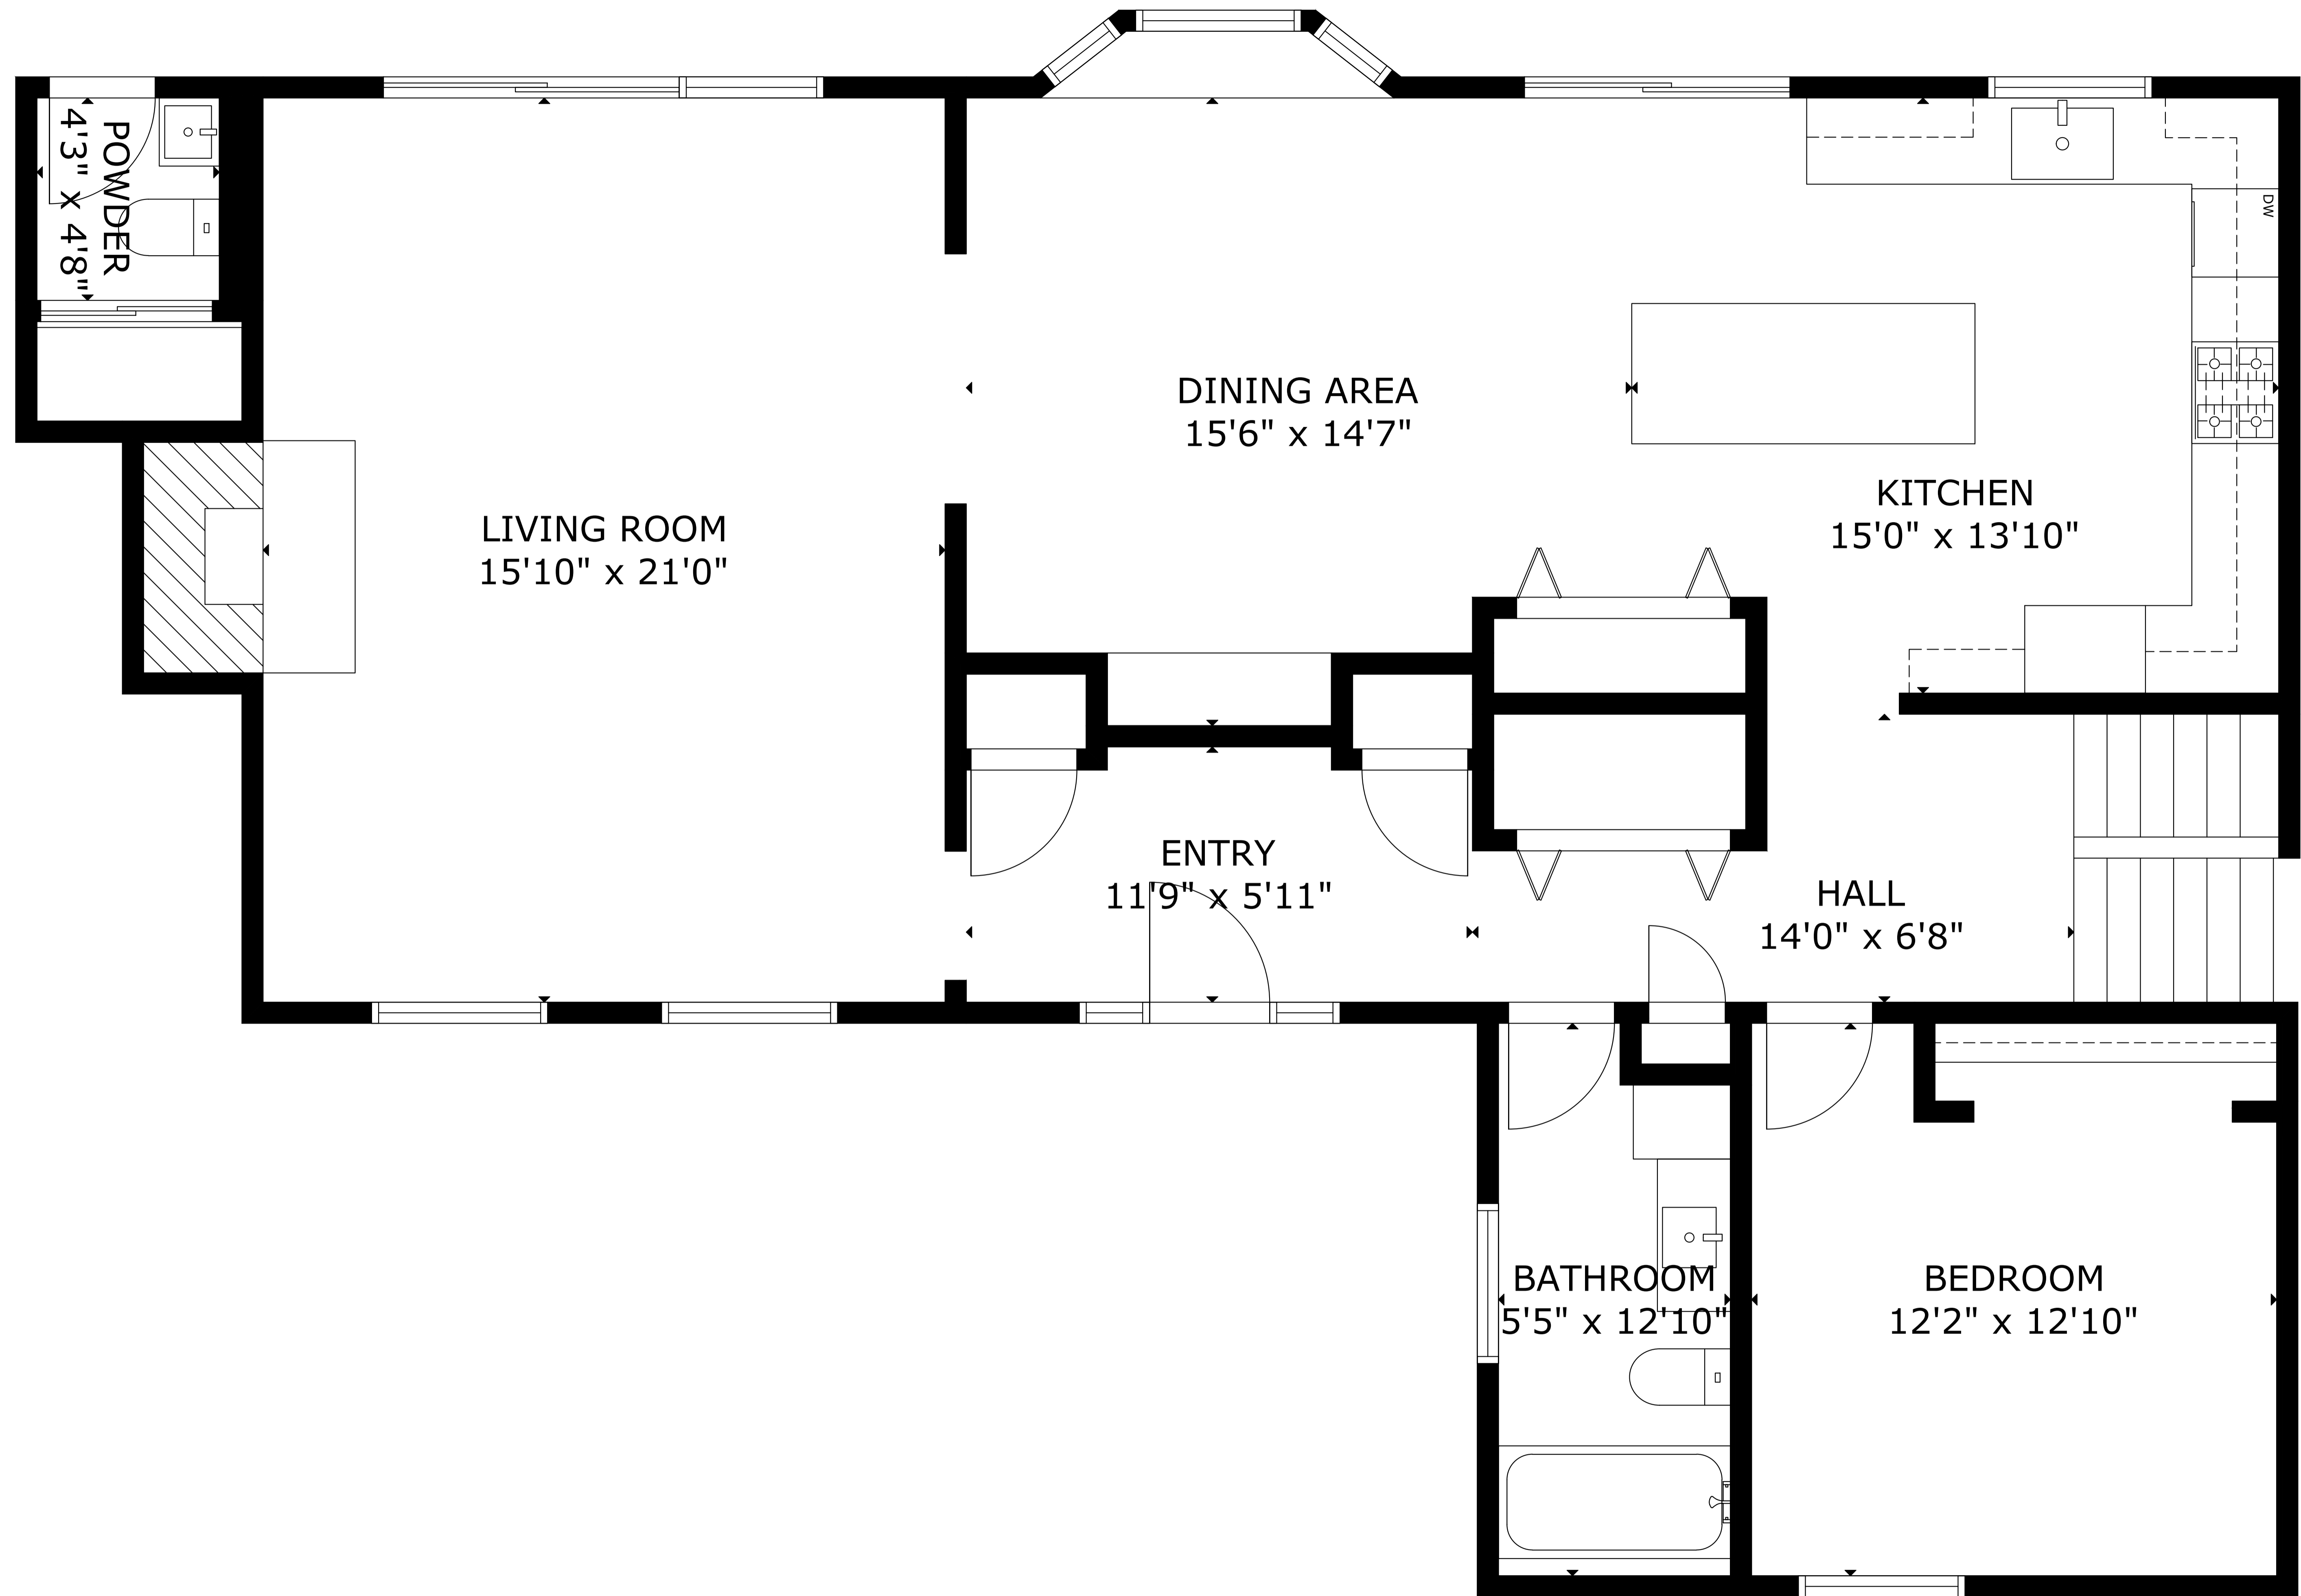 POWDER
4'3" x 4'8"
DW
DINING AREA
15'6" x 14'7"
KITCHEN
15'0" x 13'10"
LIVING ROOM
15'10" x 21'0"
ENTRY
11'9" x 5'11"
HALL
14'0" x 6'8"
BATHROOM
5'5" x 12'10"
BEDROOM
12'2" x 12'10"